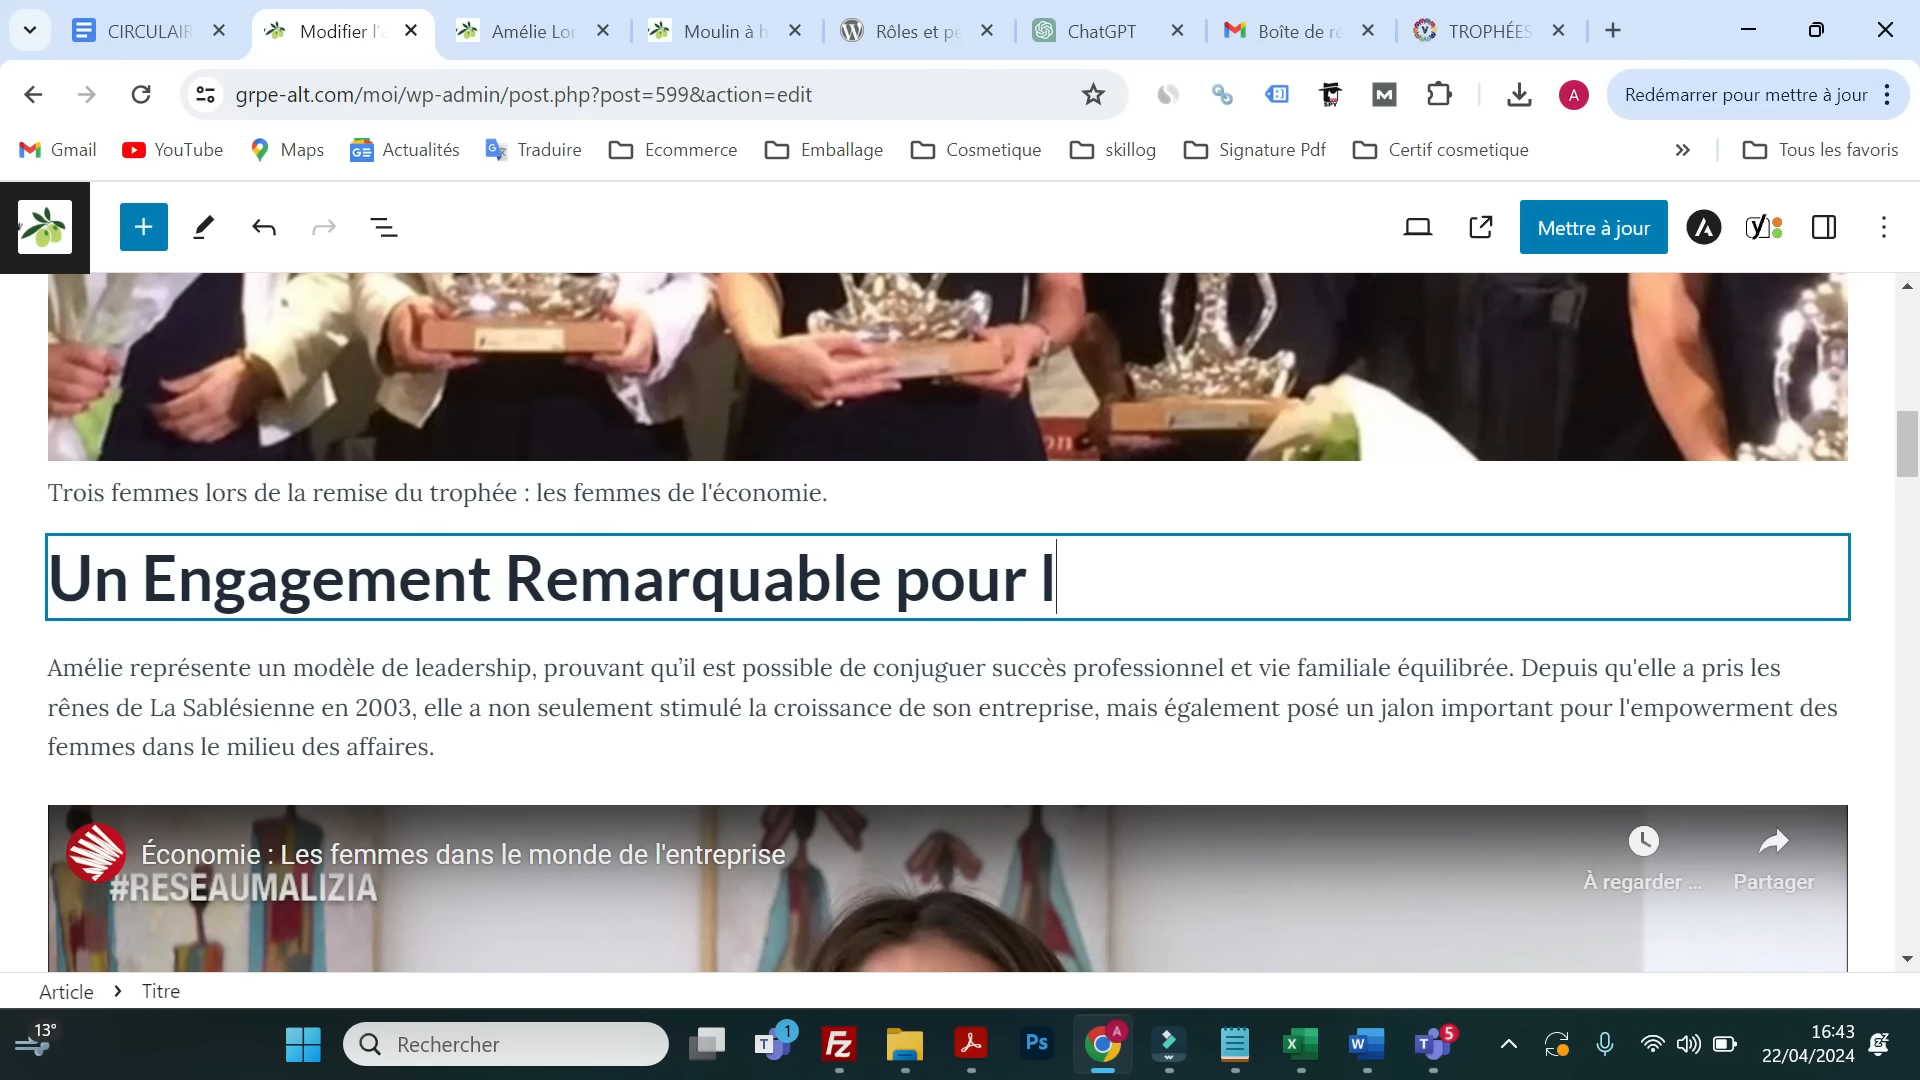 CIRCULAIR
Modifier l'a
Amélie Lor
Moulin à h
Rôles et pe
ChatGPT
Boîte de ré
TROPHÉES
grpe-alt.com/moi/wp-admin/post.php?post=599&action=edit
SPY
M
A
Redémarrer pour mettre à jour
Gmail
YouTube
Maps
Actualités
Traduire
Ecommerce
Emballage
Cosmetique
skillog
Signature Pdf
Certif cosmetique
Tous les favoris
Mettre à jour
Trois femmes lors de la remise du trophée : les femmes de l'économie.
Un Engagement Remarquable pour l
Amélie représente un modèle de leadership, prouvant qu’il est possible de conjuguer succès professionnel et vie familiale équilibrée. Depuis qu'elle a pris les
rênes de La Sablésienne en 2003, elle a non seulement stimulé la croissance de son entreprise, mais également posé un jalon important pour l'empowerment des
femmes dans le milieu des affaires.
Économie : Les femmes dans le monde de l'entreprise
#RESEAUMALIZIA
À regarder ...
Partager
Article
Titre
13°
Rechercher
1
Ps
A
5
16:43
22/04/2024